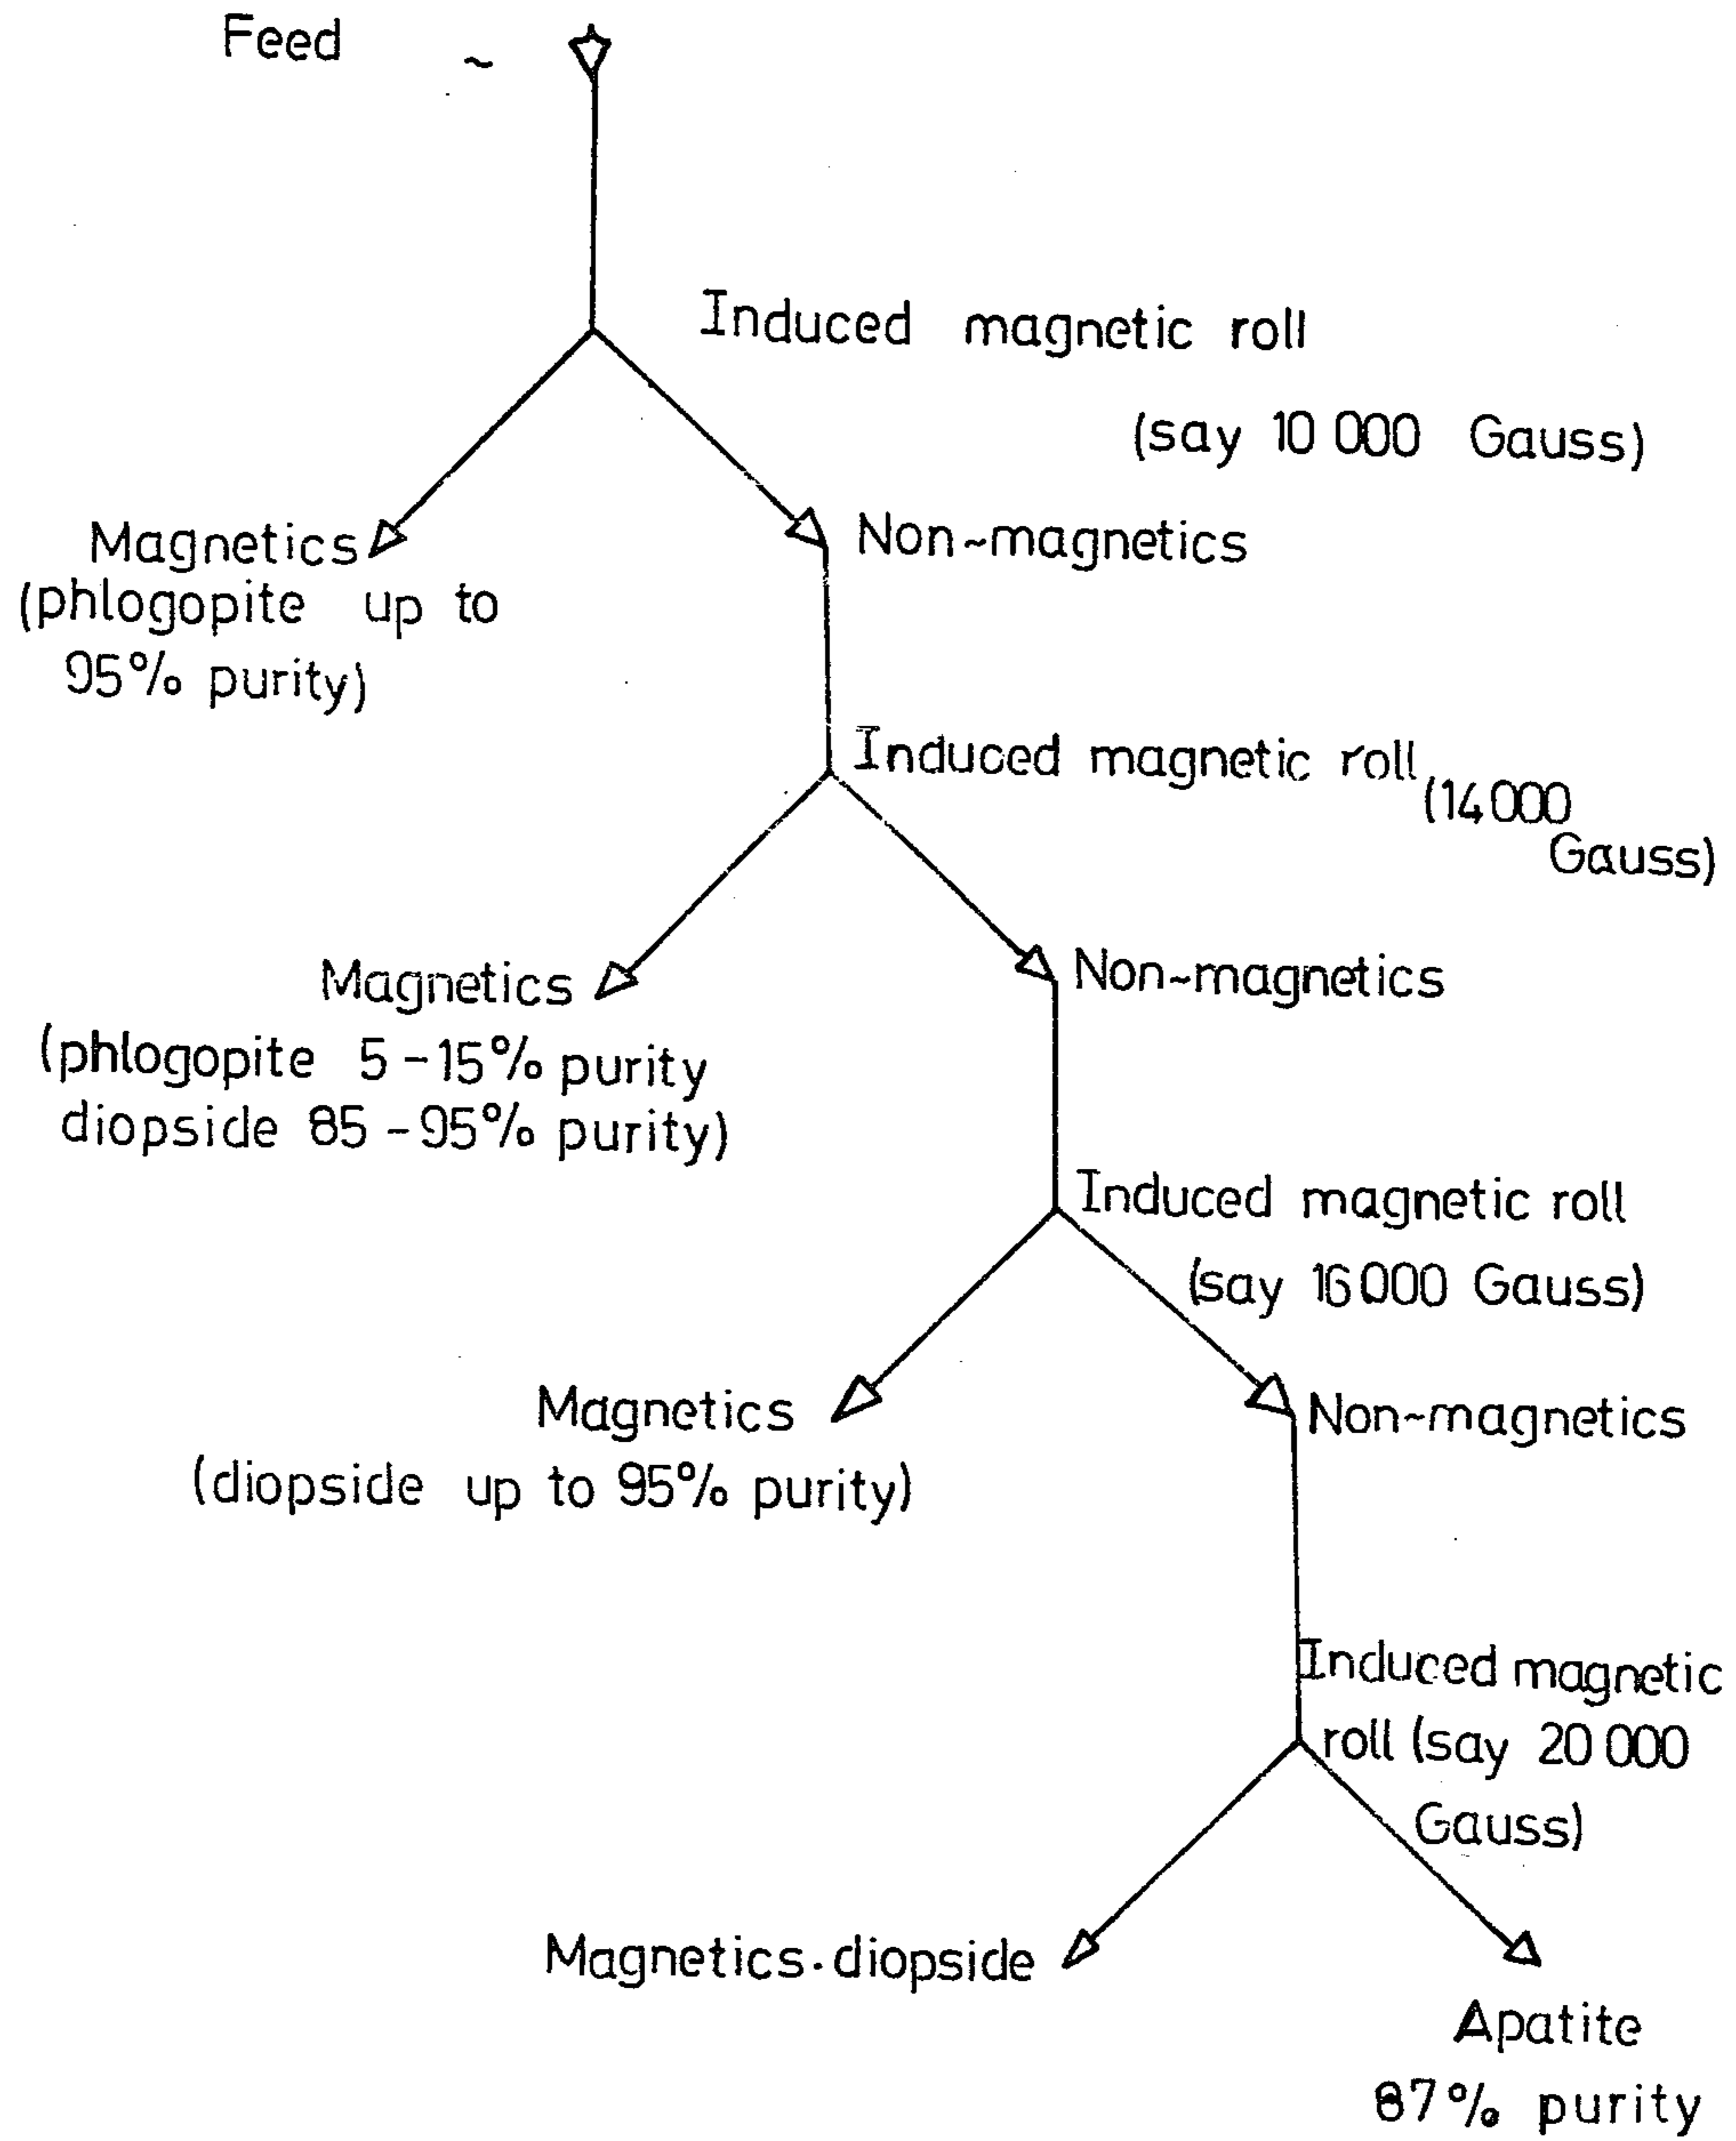 Feed ~
Induced magnetic roll
(say 10 000 Gauss)
Magnetics
(phlogopite up to
95% purity)
Non-magnetics
Induced magnetic roll
(14 000
Gauss)
Magnetics
(phlogopite 5-15% purity
diopside 85-95% purity)
Non-magnetics
Induced magnetic roll
(say 16 000 Gauss)
Magnetics
(diopside up to 95% purity)
Non-magnetics
Induced magnetic
roll (say 20 000
Gauss)
Magnetics. diopside
Apatite
87% purity